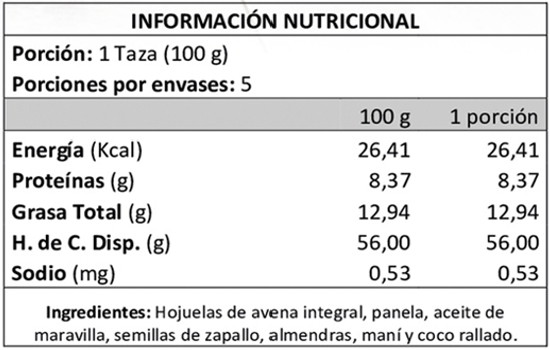 INFORMACIÓN NUTRICIONAL
Porción: 1 Taza (100 g)
Porciones por envases: 5
100 g 1 porción
Energía (Kcal) 26,41 26,41
Proteínas (g) 8,37 8,37
Grasa Total (g) 12,94 12,94
H. de C. Disp. (g) 56,00 56,00
Sodio (mg) 0,53 0,53
Ingredientes: Hojuelas de avena integral, panela, aceite de
maravilla, semillas de zapallo, almendras, maní y coco rallado.